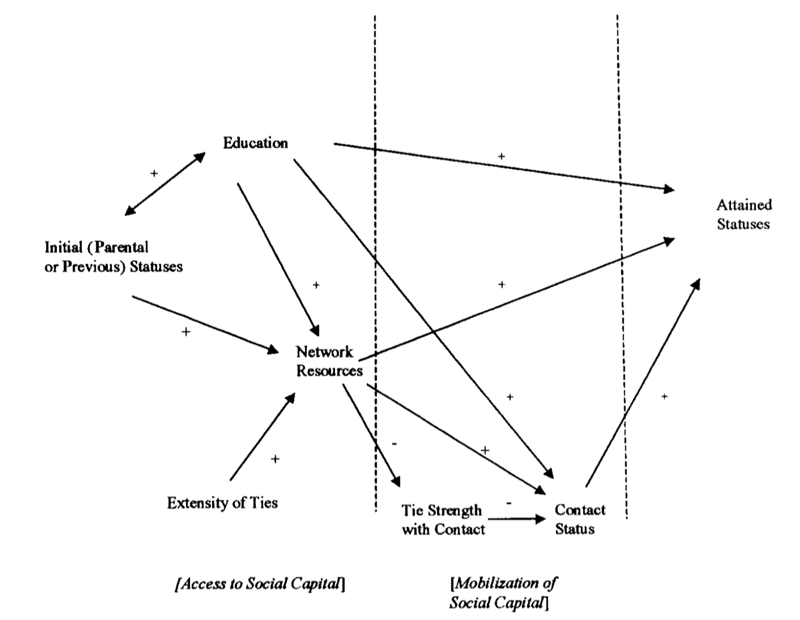 Education
+
+
Attained
Statuses
Initial (Parental
or Previous) Statuses
+
+
+
Network
Resources
+
+
-
+
+
Extensity of Ties
Tie Strength
with Contact
-
Contact
Status
[Access to Social Capital]
[Mobilization of
Social Capital]